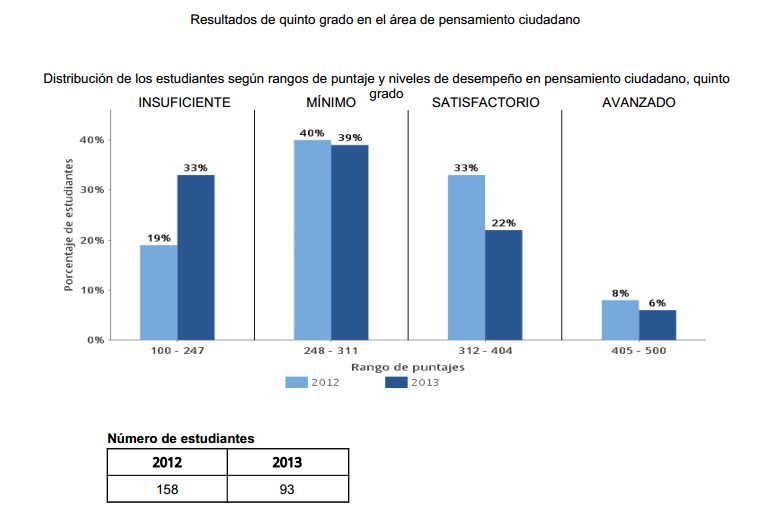 Resultados de quinto grado en el área de pensamiento ciudadano
Distribución de los estudiantes según rangos de puntaje y niveles de desempeño en pensamiento ciudadano, quinto
grado
INSUFICIENTE MÍNIMO SATISFACTORIO AVANZADO
Porcentaje de estudiantes
40%
30%
20%
10%
0%
19% 33% 40% 39% 33% 22% 8% 6%
100 - 247 248 - 311 312 - 404 405 - 500
Rango de puntajes
2012 2013
Número de estudiantes
2012 2013
158 93